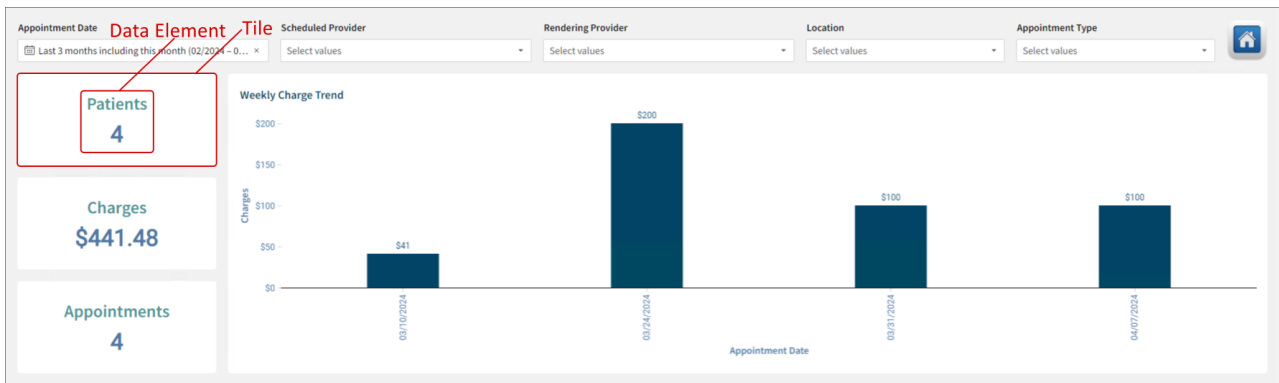 Data Element
Tile
Appointment Date
Scheduled Provider
Rendering Provider
Location
Appointment Type
Last 3 months including this month (02/2024 – 0... ×
Select values
Select values
Select values
Select values
Patients
4
Charges
$441.48
Appointments
4
Weekly Charge Trend
Charges
$200
$150
$100
$50
$0
$41
$200
$100
$100
03/10/2024
03/24/2024
03/31/2024
04/07/2024
Appointment Date